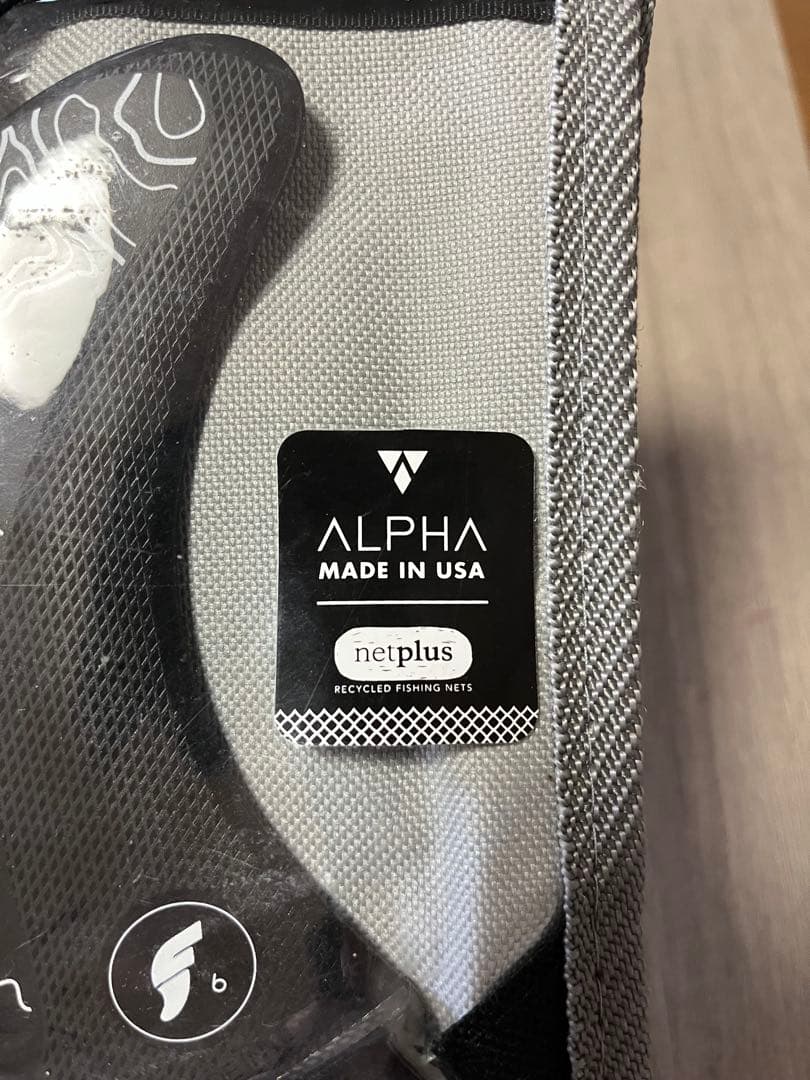 ALPHA
MADE IN USA
netplus
RECYCLED FISHING NETS
b